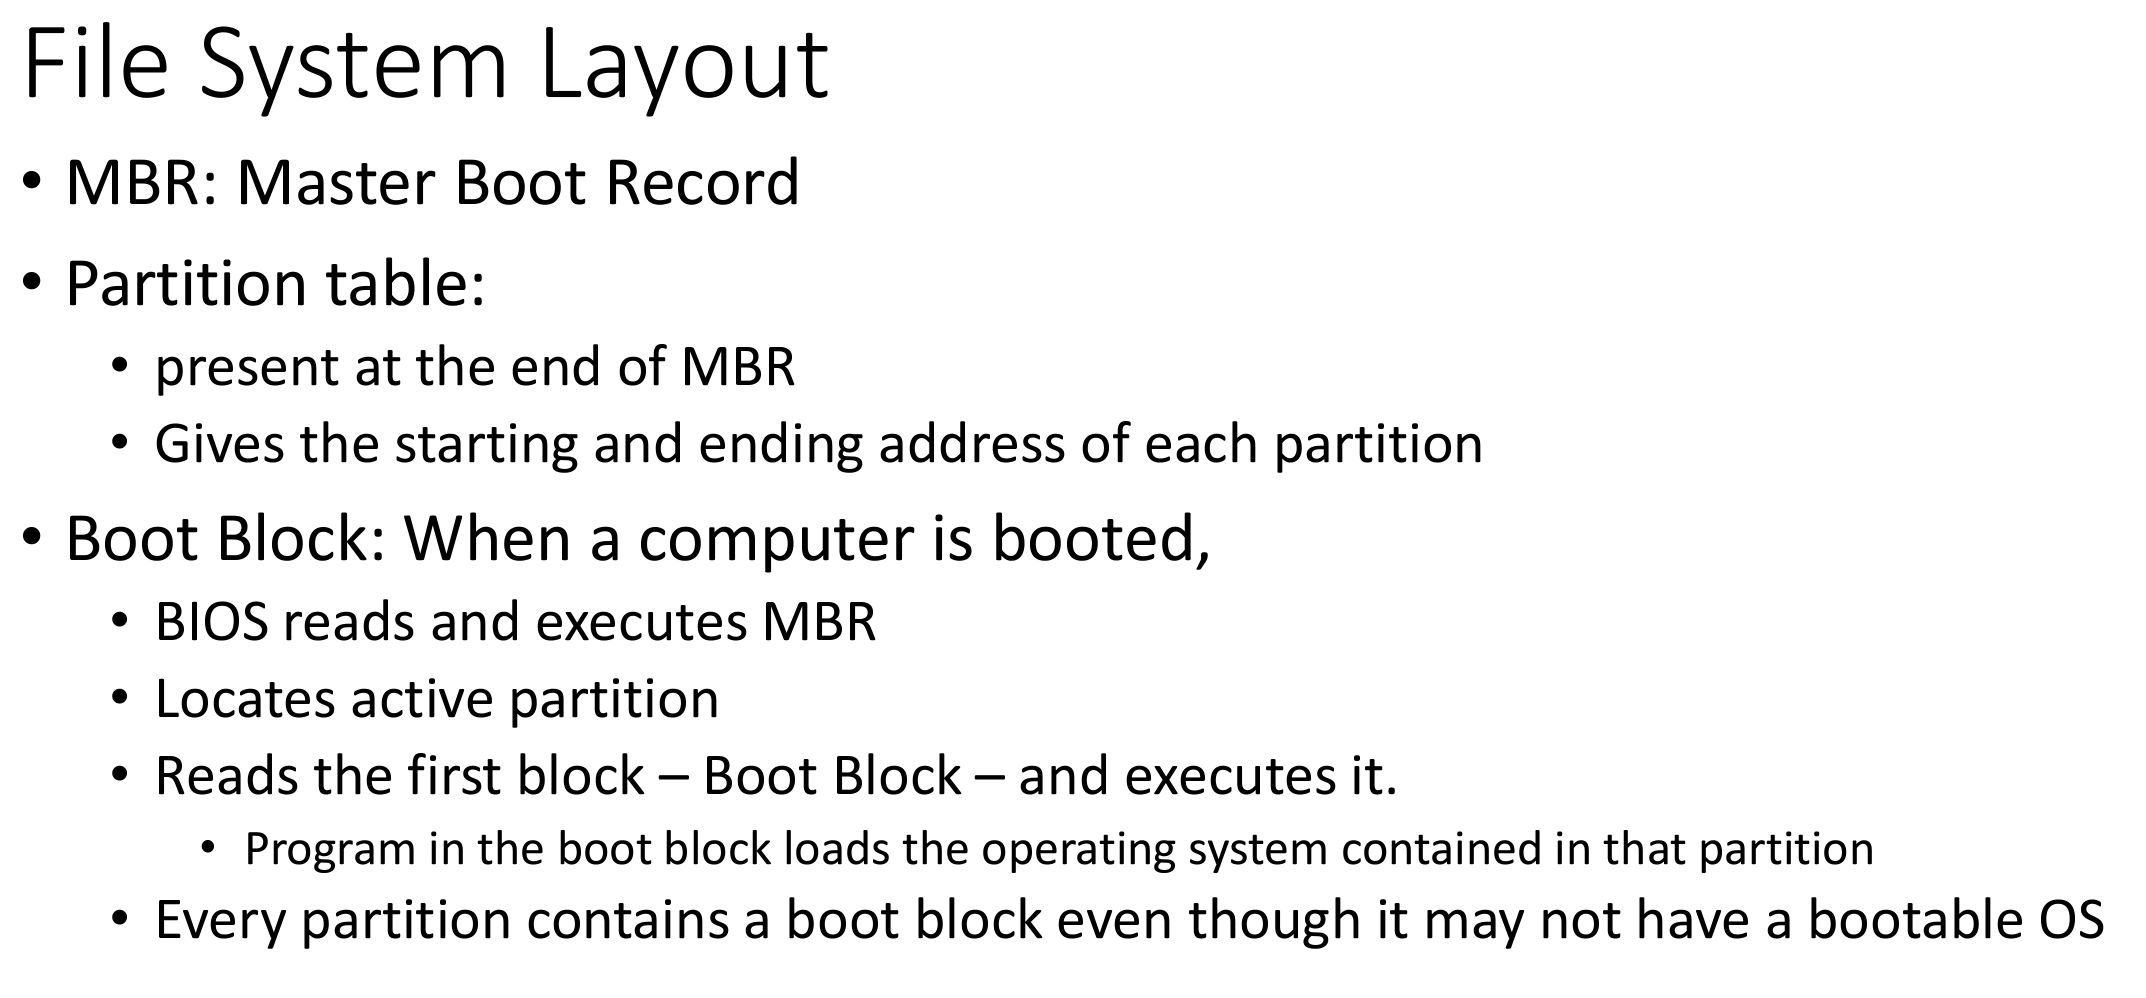 File System Layout
• MBR: Master Boot Record
• Partition table:
• present at the end of MBR
• Gives the starting and ending address of each partition
• Boot Block: When a computer is booted,
• BIOS reads and executes MBR
• Locates active partition
• Reads the first block – Boot Block – and executes it.
• Program in the boot block loads the operating system contained in that partition
• Every partition contains a boot block even though it may not have a bootable OS